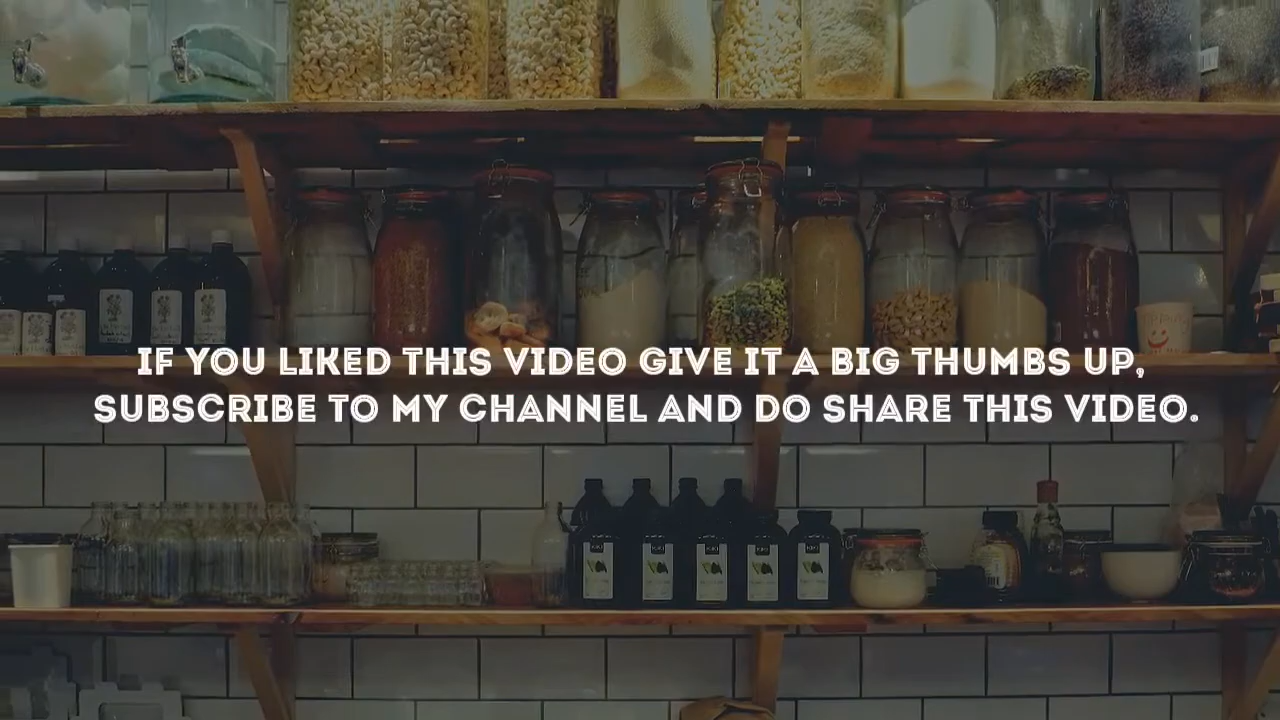 IF YOU LIKED THIS VIDEO GIVE IT A BIG THUMBS UP,
SUBSCRIBE TO MY CHANNEL AND DO SHARE THIS VIDEO.